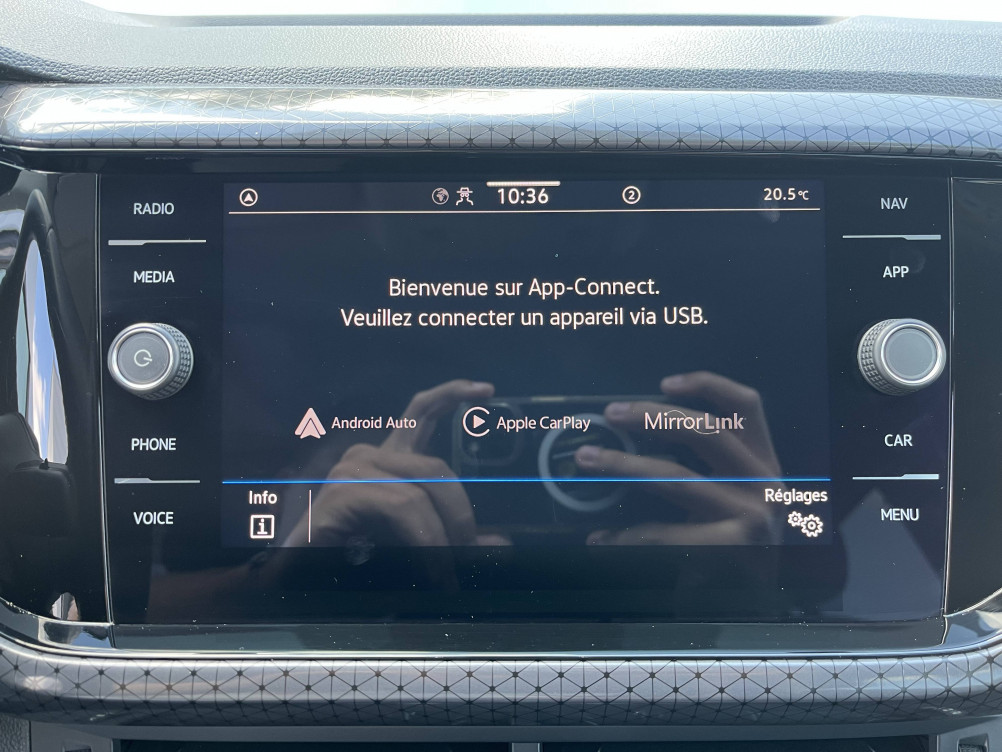 RADIO
MEDIA
PHONE
VOICE
10:36
2
20.5°C
Bienvenue sur App-Connect.
Veuillez connecter un appareil via USB.
Android Auto
Apple CarPlay
MirrorLink
Info
i
Réglages
NAV
APP
CAR
MENU